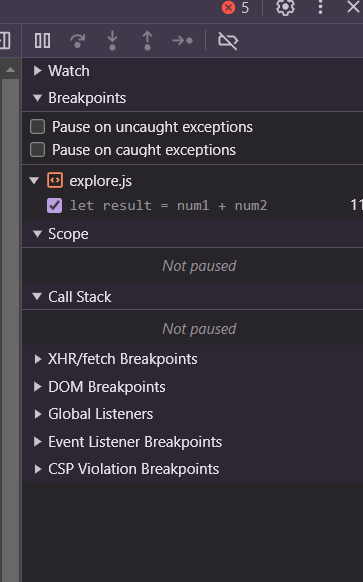 5
Watch
Breakpoints
Pause on uncaught exceptions
Pause on caught exceptions
explore.js
let result = num1 + num2 11
Scope
Not paused
Call Stack
Not paused
XHR/fetch Breakpoints
DOM Breakpoints
Global Listeners
Event Listener Breakpoints
CSP Violation Breakpoints